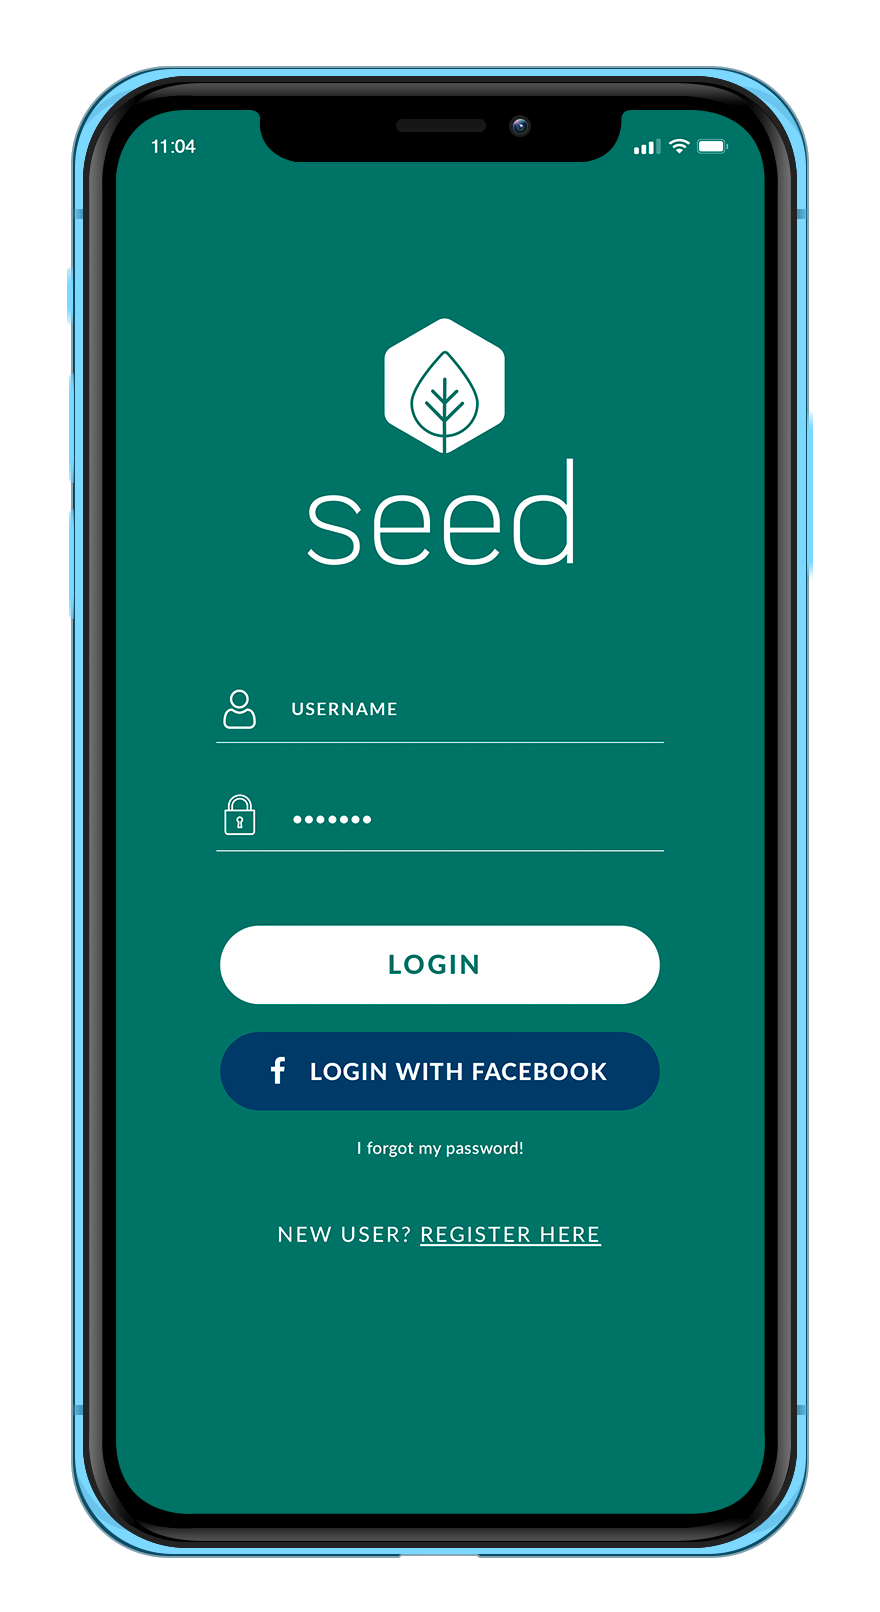 11:04
seed
USERNAME
•••••••
LOGIN
f LOGIN WITH FACEBOOK
I forgot my password!
NEW USER? REGISTER HERE